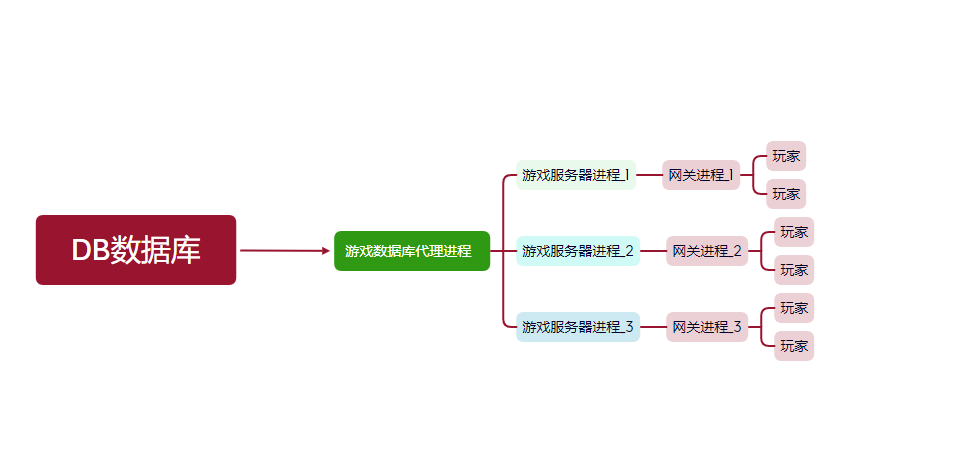 DB数据库
游戏数据库代理进程
游戏服务器进程_1
网关进程_1
玩家
玩家
游戏服务器进程_2
网关进程_2
玩家
玩家
游戏服务器进程_3
网关进程_3
玩家
玩家